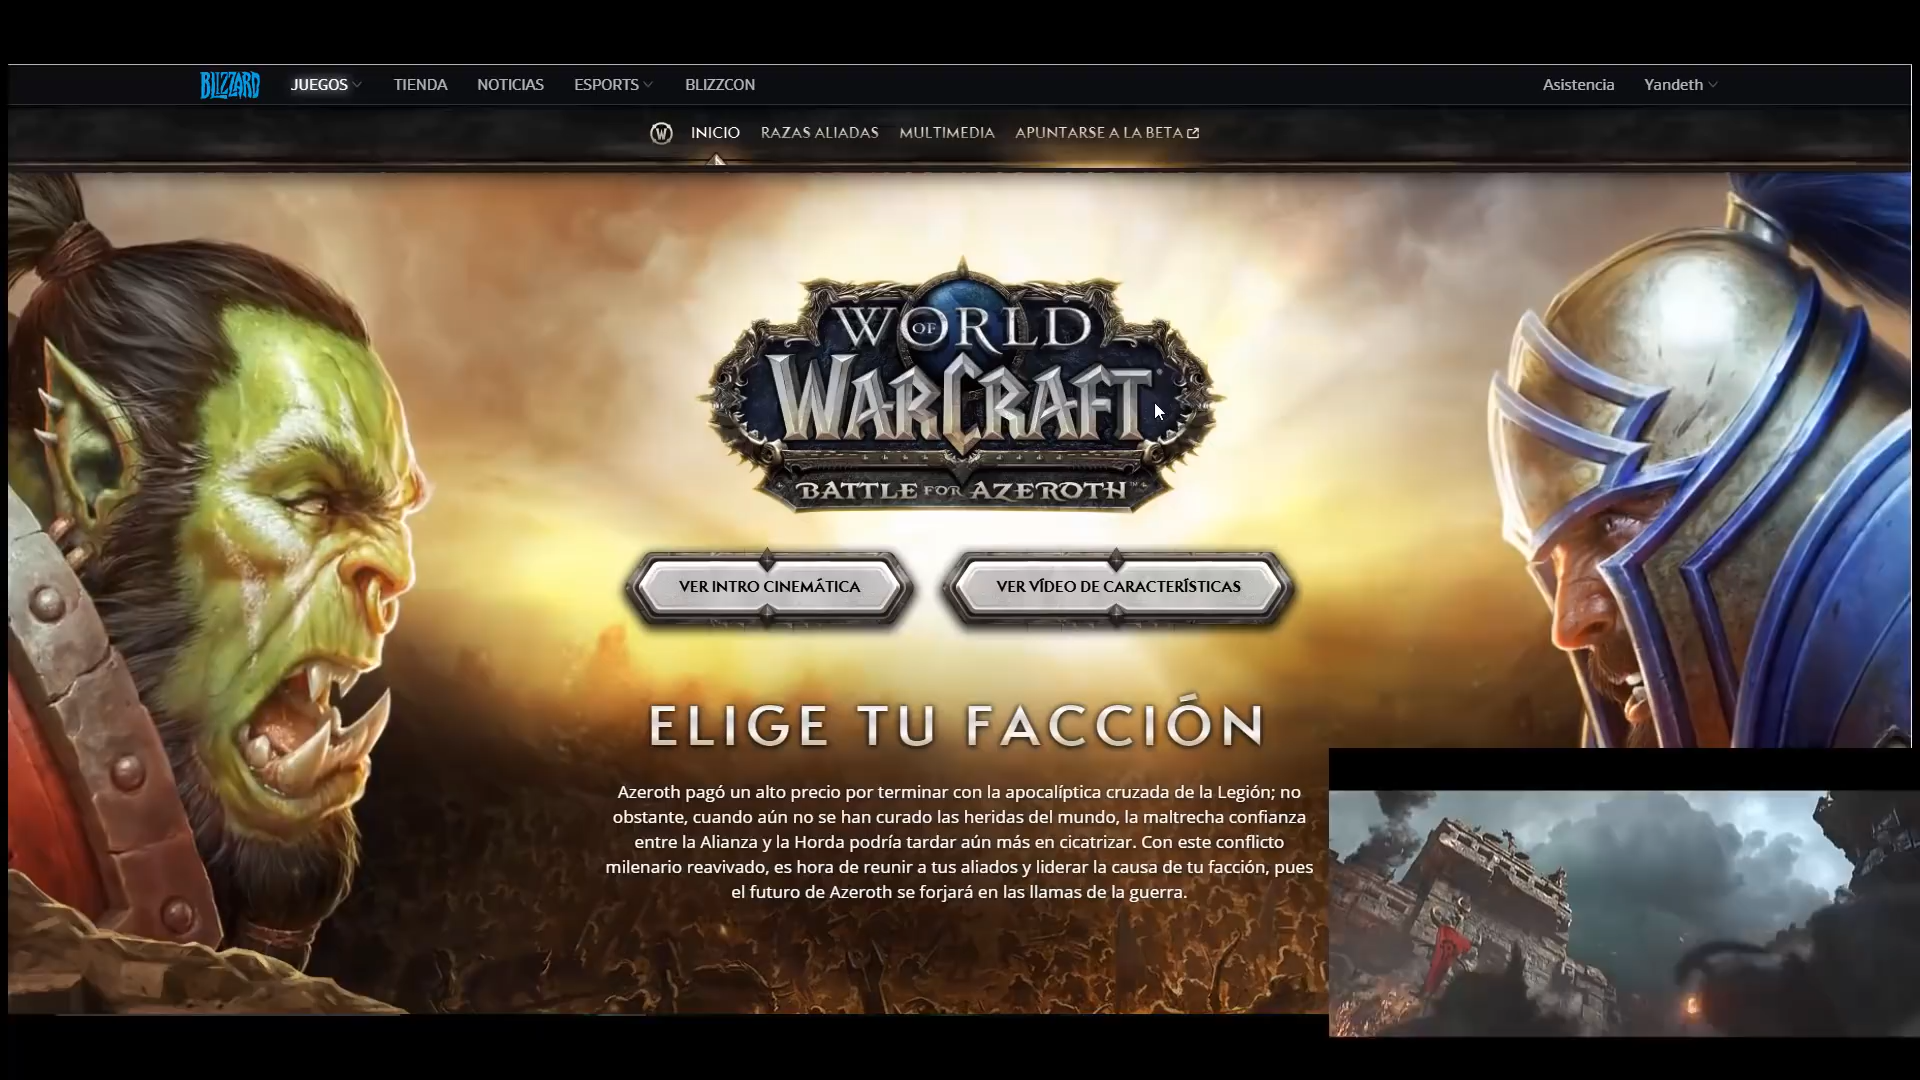 BLIZZARD JUEGOS TIENDA NOTICIAS ESPORTS BLIZZCON Asistencia Yandeth
W INICIO RAZAS ALIADAS MULTIMEDIA APUNTARSE A LA BETA
WORLD OF
WARCRAFT
BATTLE FOR AZEROTH™
VER INTRO CINEMÁTICA VER VÍDEO DE CARACTERÍSTICAS
ELIGE TU FACCIÓN
Azeroth pagó un alto precio por terminar con la apocalíptica cruzada de la Legión; no
obstante, cuando aún no se han curado las heridas del mundo, la maltrecha confianza
entre la Alianza y la Horda podría tardar aún más en cicatrizar. Con este conflicto
milenario reavivado, es hora de reunir a tus aliados y liderar la causa de tu facción, pues
el futuro de Azeroth se forjará en las llamas de la guerra.